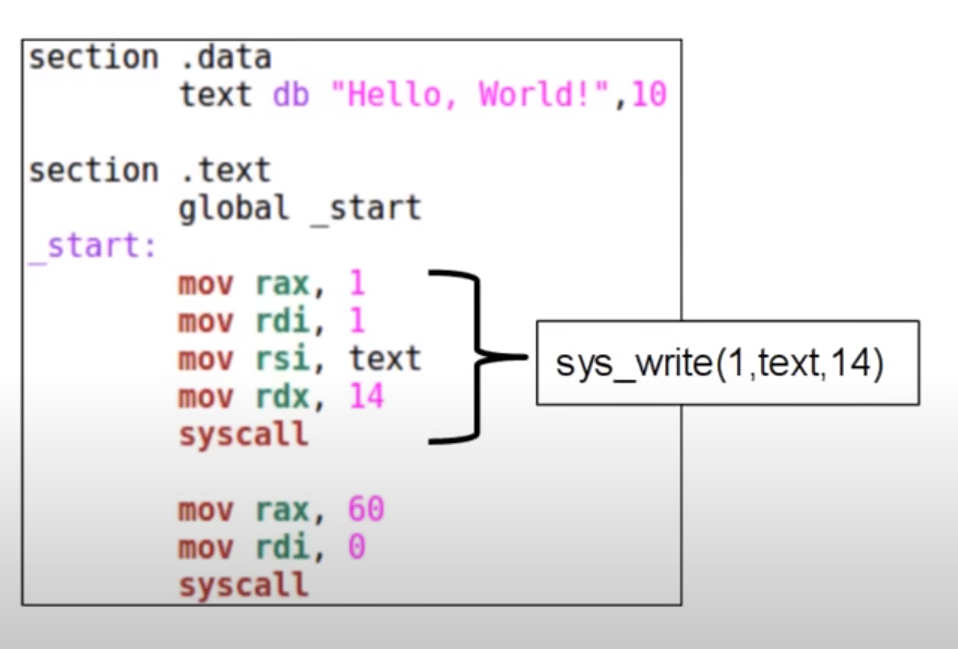 section .data
text db "Hello, World!",10
section .text
global _start
_start:
mov rax, 1
mov rdi, 1
mov rsi, text
mov rdx, 14
syscall
sys_write(1,text,14)
mov rax, 60
mov rdi, 0
syscall